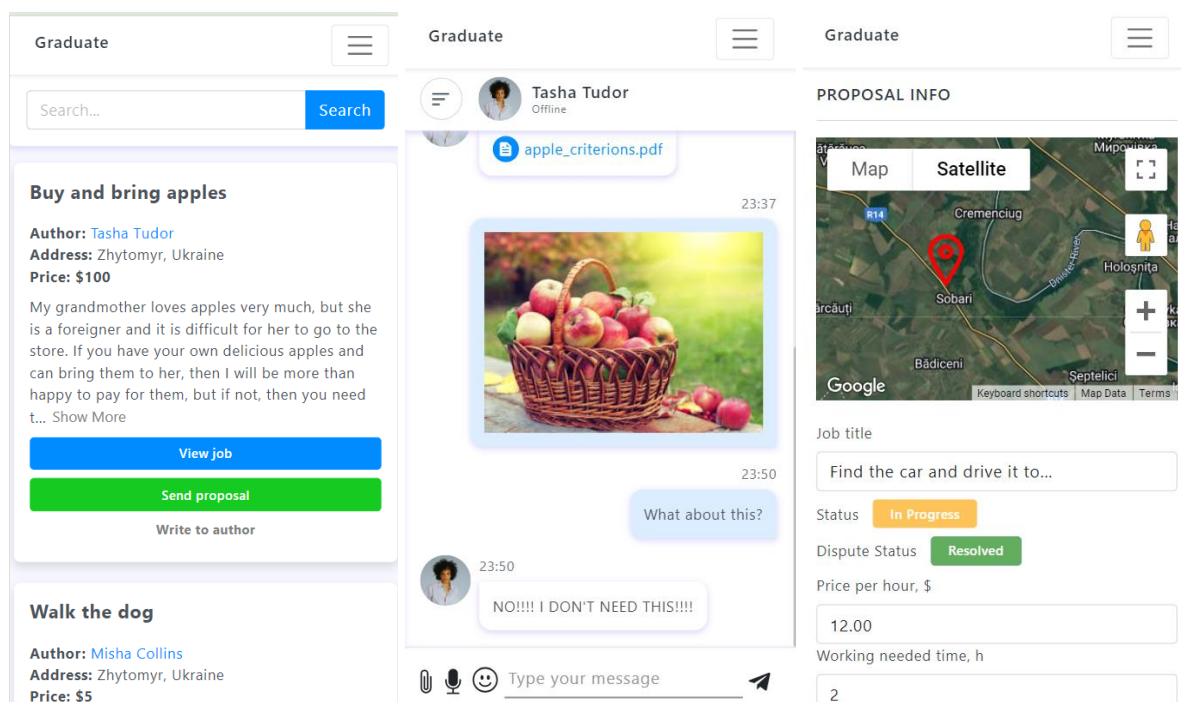 Graduate
Search...
Search
Buy and bring apples
Author: Tasha Tudor
Address: Zhytomyr, Ukraine
Price: $100
My grandmother loves apples very much, but she
is a foreigner and it is difficult for her to go to the
store. If you have your own delicious apples and
can bring them to her, then I will be more than
happy to pay for them, but if not, then you need
t... Show More
View job
Send proposal
Write to author
Walk the dog
Author: Misha Collins
Address: Zhytomyr, Ukraine
Price: $5
Graduate
Tasha Tudor
Offline
apple_criterions.pdf
23:37
23:50
What about this?
23:50
NO!!!! I DON'T NEED THIS!!!!
Type your message
Graduate
PROPOSAL INFO
Map
Satellite
R14
Cremenciug
Dnister River
Holoșnița
Sobari
Bădiceni
Șeptelici
Google
Keyboard shortcuts
Map Data
Terms
Job title
Find the car and drive it to...
Status
In Progress
Dispute Status
Resolved
Price per hour, $
12.00
Working needed time, h
2